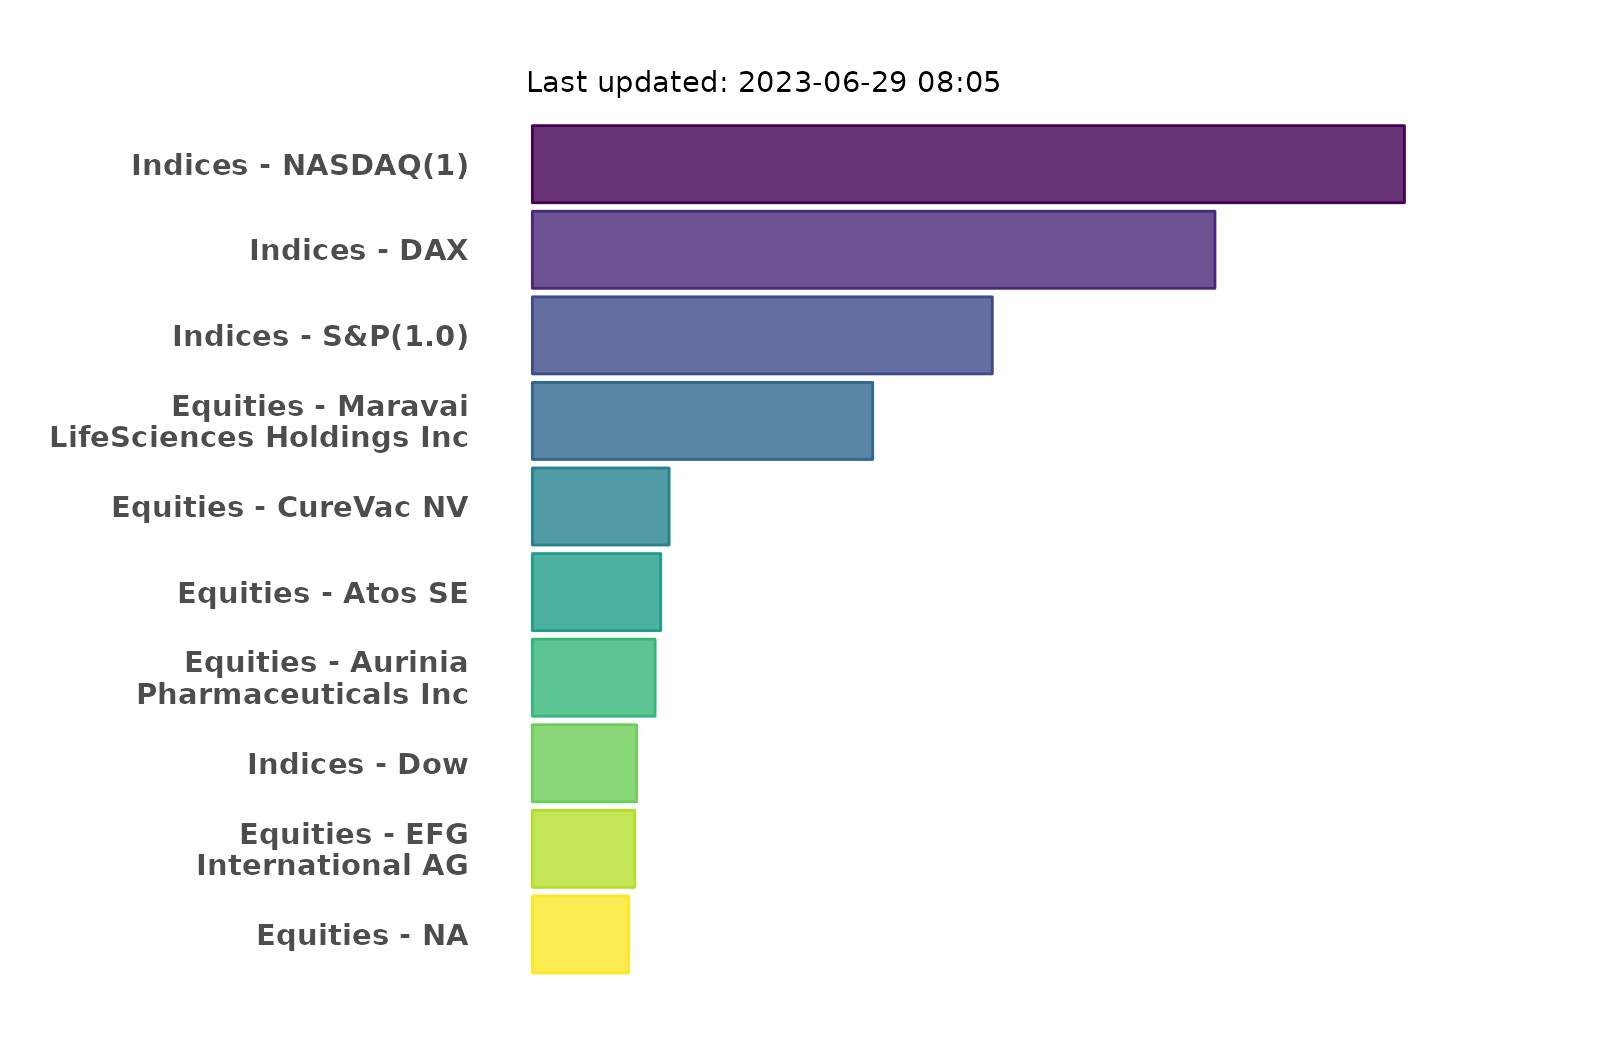 Last updated: 2023-06-29 08:05
Indices - NASDAQ(1)
Indices - DAX
Indices - S&P(1.0)
Equities - Maravai
LifeSciences Holdings Inc
Equities - CureVac NV
Equities - Atos SE
Equities - Aurinia
Pharmaceuticals Inc
Indices - Dow
Equities - EFG
International AG
Equities - NA